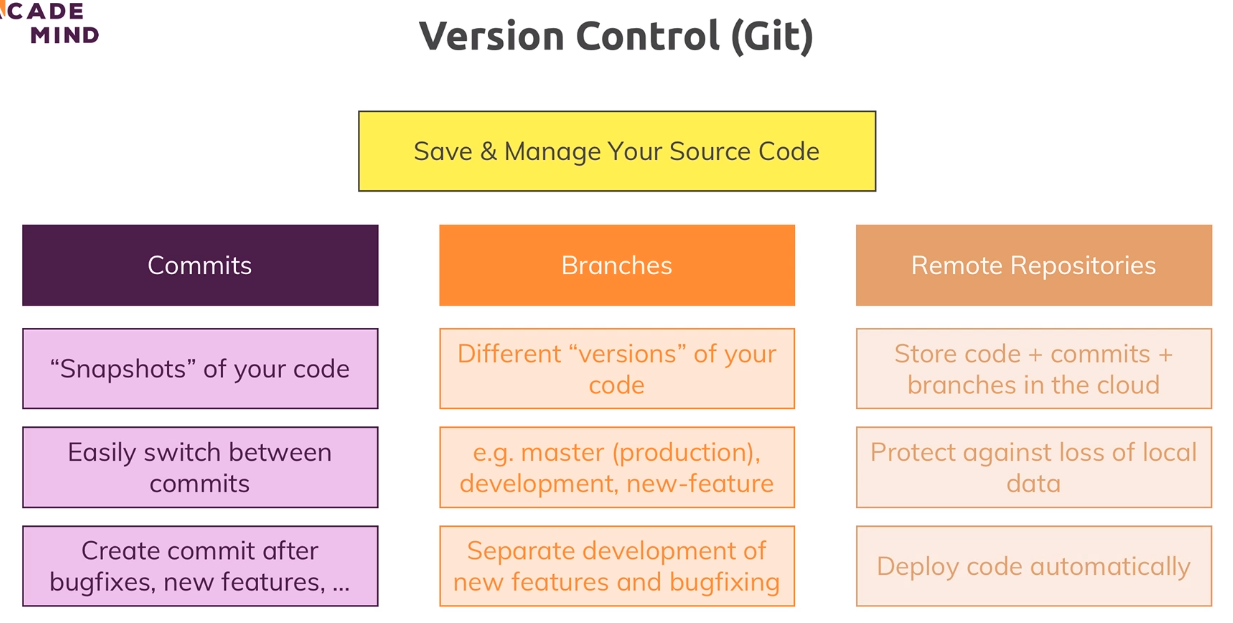 ACADE
MIND
Version Control (Git)
Save & Manage Your Source Code
Commits
Branches
Remote Repositories
“Snapshots” of your code
Different “versions” of your
code
Store code + commits +
branches in the cloud
Easily switch between
commits
e.g. master (production),
development, new-feature
Protect against loss of local
data
Create commit after
bugfixes, new features, ...
Separate development of
new features and bugfixing
Deploy code automatically